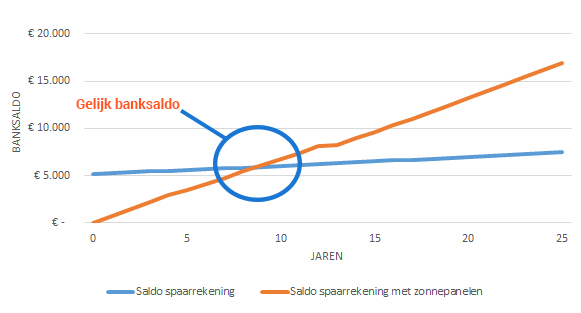 € 20.000
€ 15.000
Gelijk banksaldo
€ 10.000
BANKSALDO
€ 5.000
€ -
0 5 10 15 20 25
JAREN
Saldo spaarrekening Saldo spaarrekening met zonnepanelen